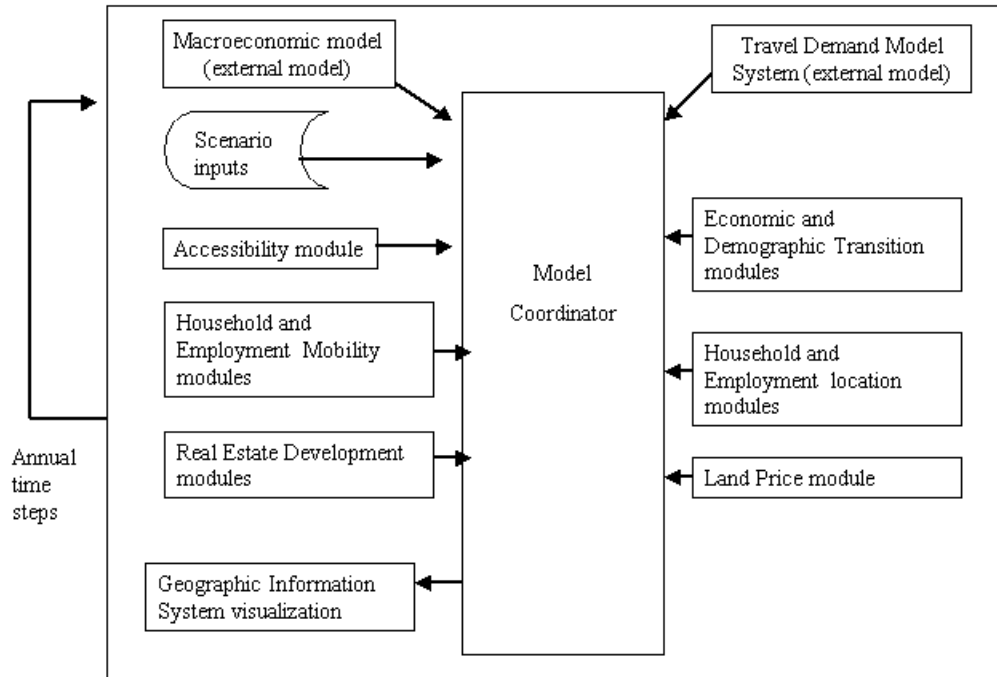 Macroeconomic model
(external model)
Travel Demand Model
System (external model)
Scenario
inputs
Economic and
Demographic Transition
modules
Accessibility module
Model
Coordinator
Household and
Employment Mobility
modules
Household and
Employment location
modules
Real Estate Development
modules
Land Price module
Annual
time
steps
Geographic Information
System visualization